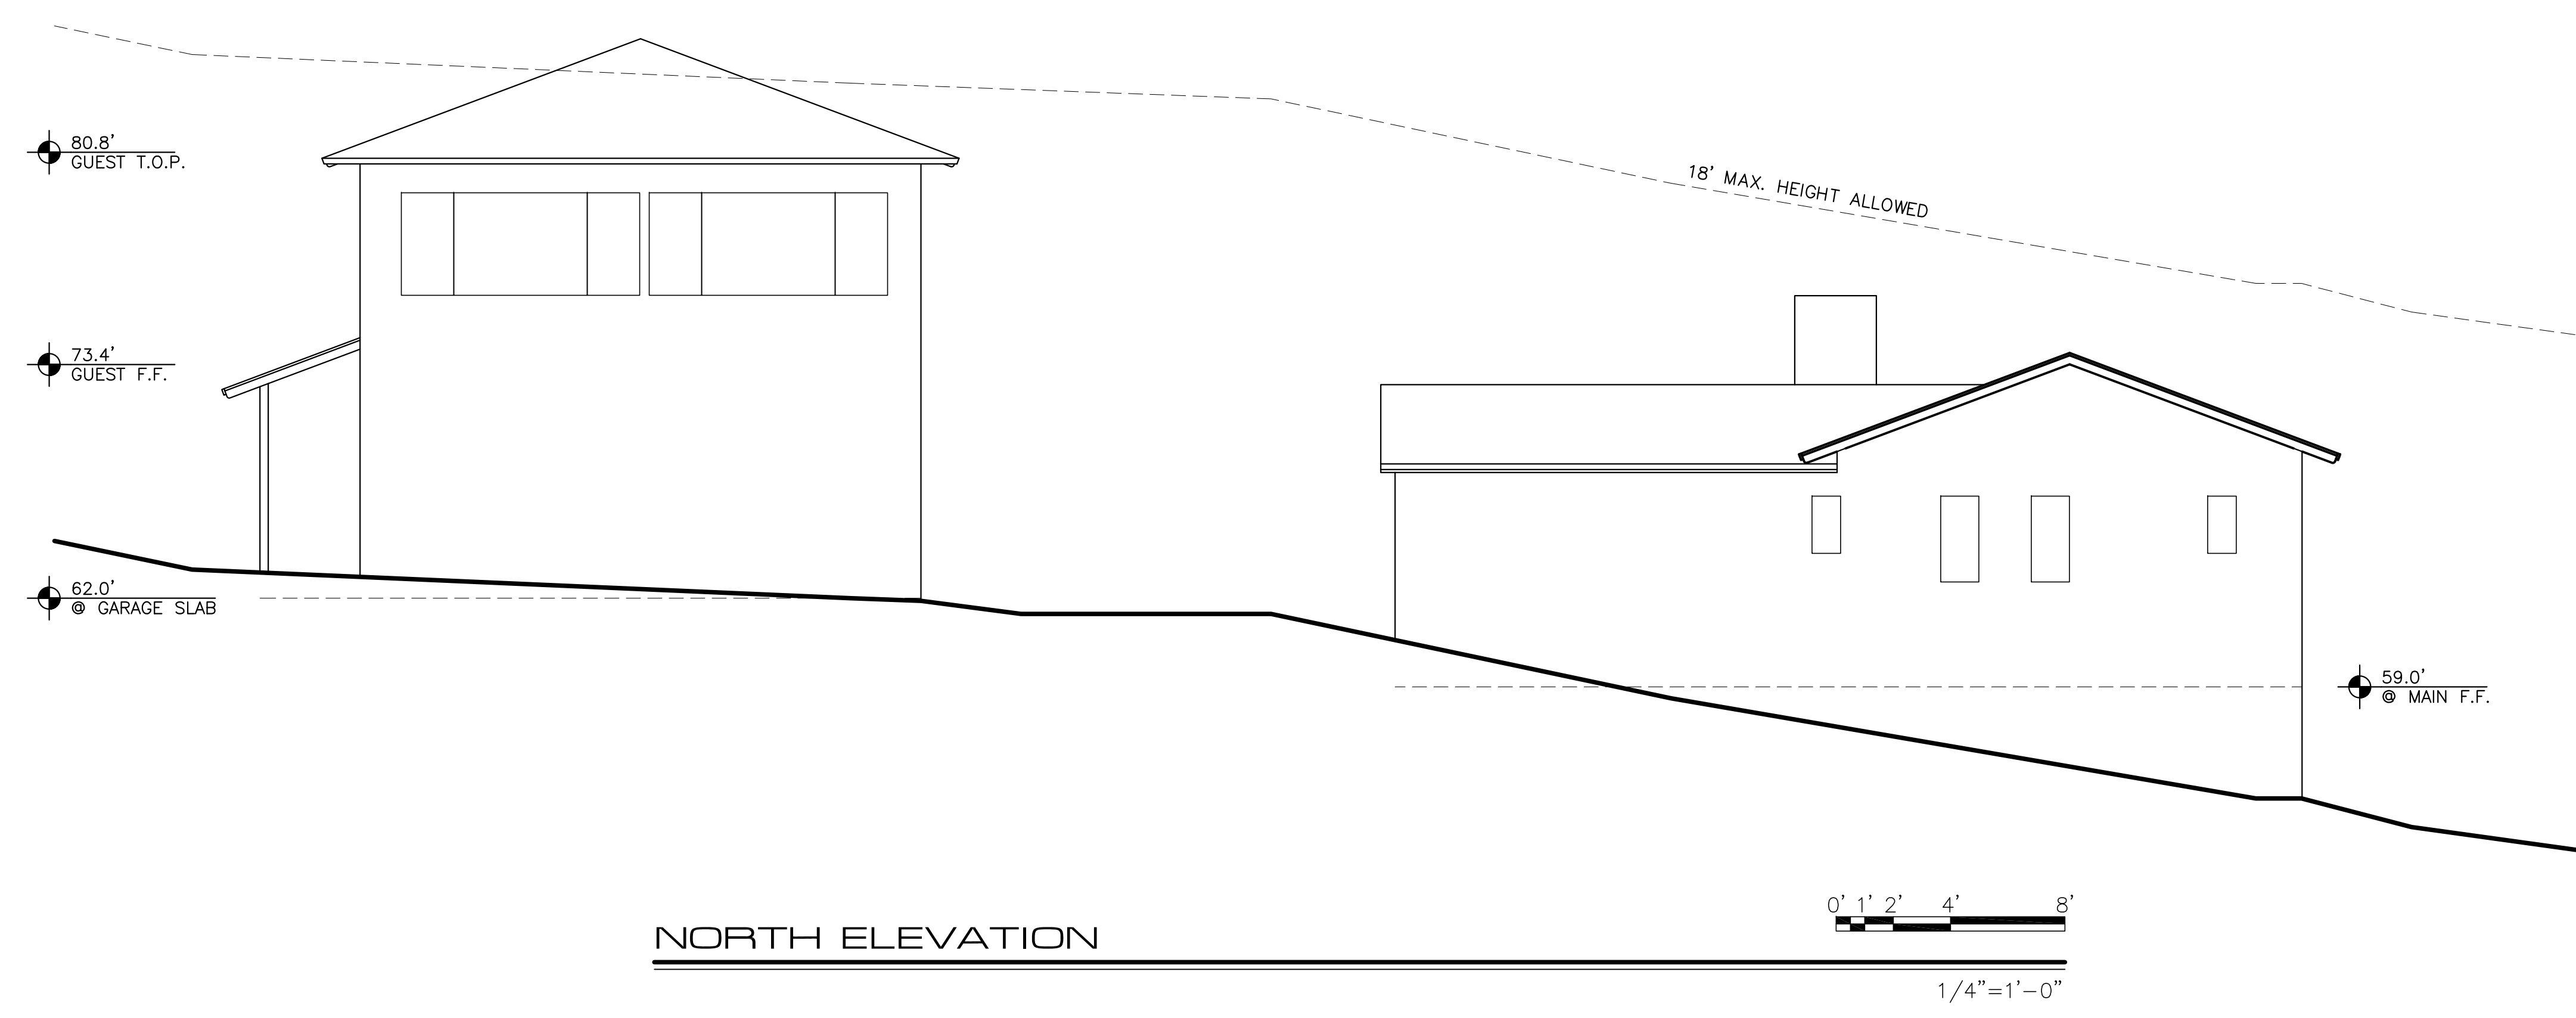 80.8'
GUEST T.O.P.
18' MAX. HEIGHT ALLOWED
73.4'
GUEST F.F.
62.0'
@ GARAGE SLAB
59.0'
@ MAIN F.F.
0' 1' 2' 4' 8'
NORTH ELEVATION
1/4"=1'-0"